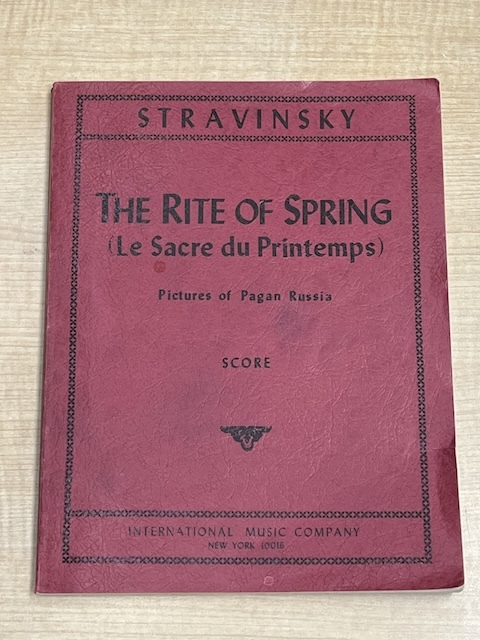 STRAVINSKY
THE RITE OF SPRING
(Le Sacre du Printemps)
Pictures of Pagan Russia
SCORE
INTERNATIONAL MUSIC COMPANY
NEW YORK 10016